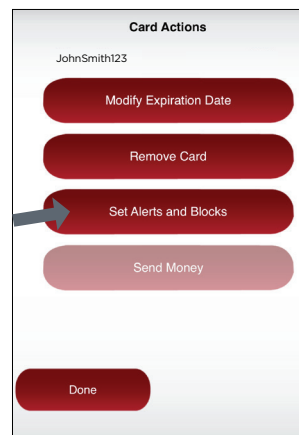 Card Actions
JohnSmith123
Modify Expiration Date
Remove Card
Set Alerts and Blocks
Send Money
Done